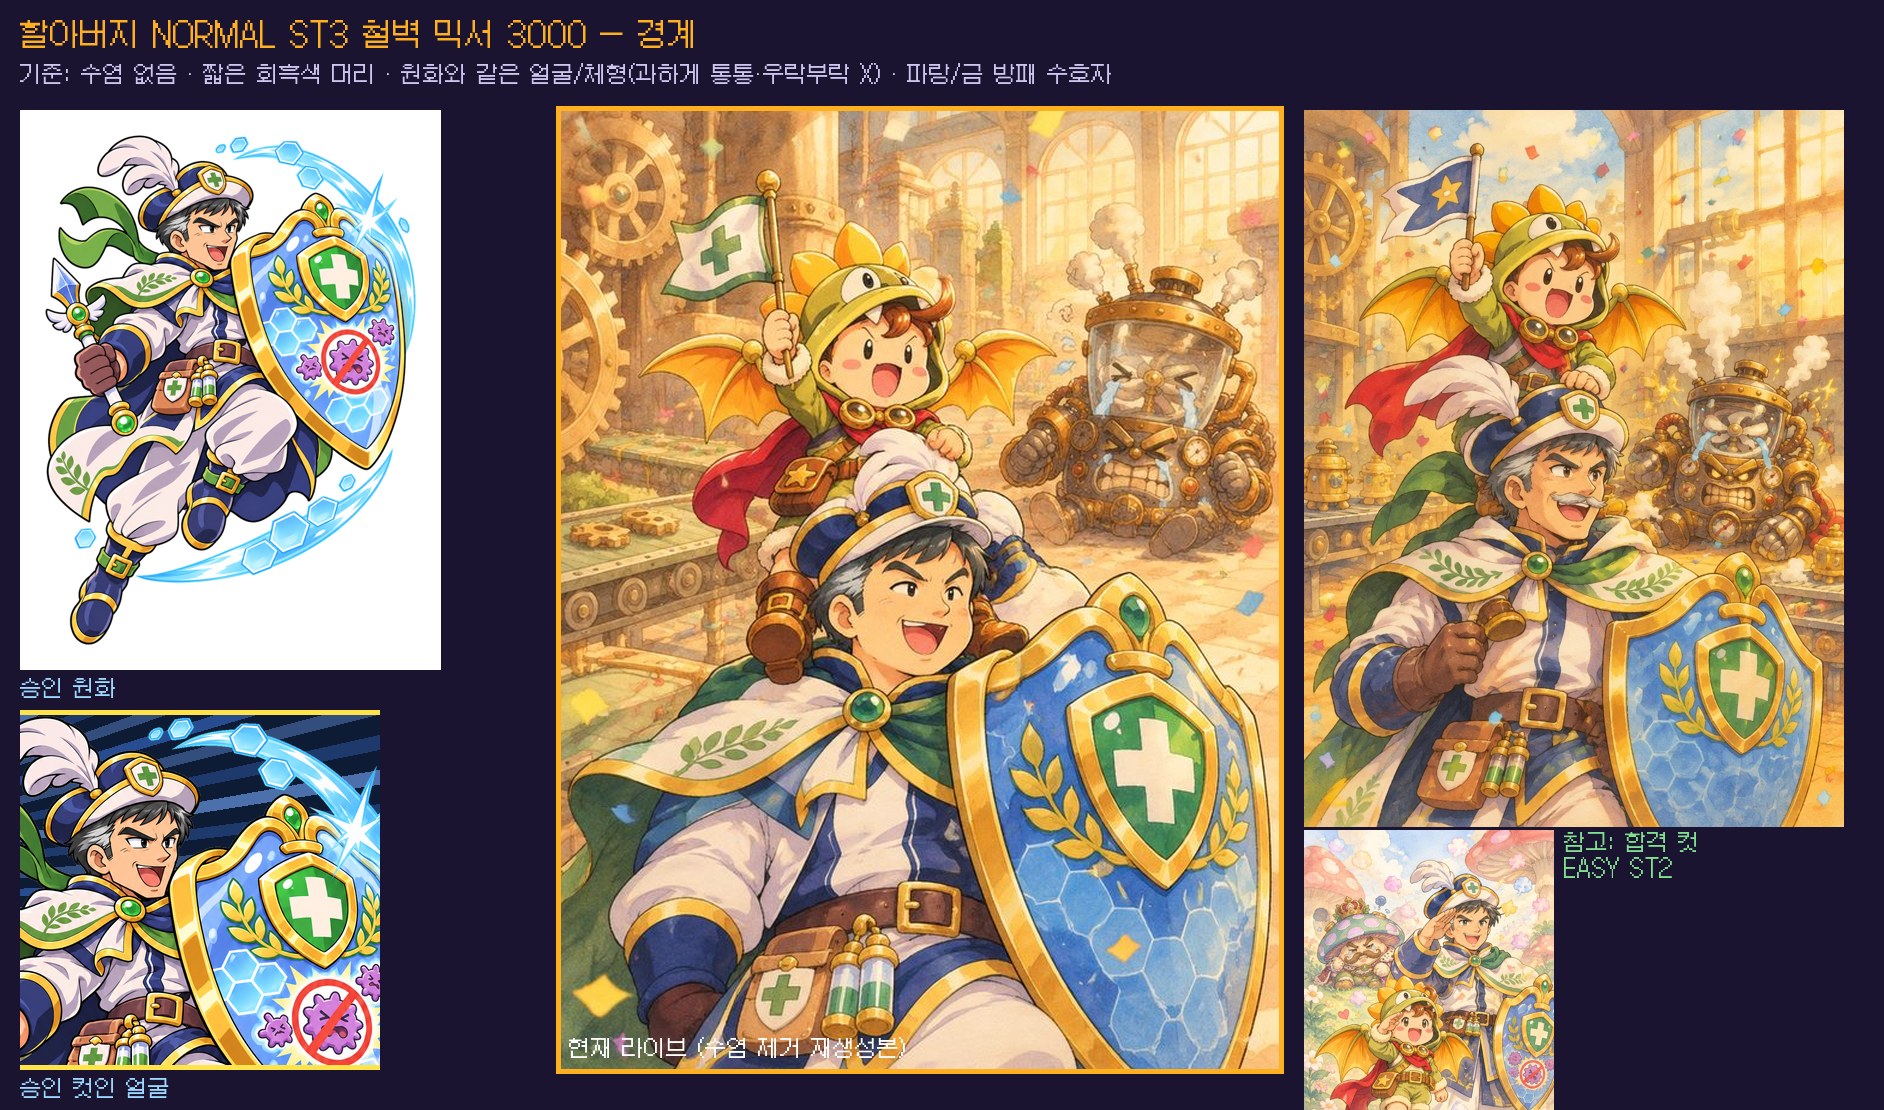 할아버지 NORMAL ST3 철벽 믹서 3000 — 경계
기준: 수염 없음 · 짧은 회흑색 머리 · 원화와 같은 얼굴/체형(과하게 통통·우락부락 X) · 파랑/금 방패 수호자
승인 원화
승인 컷인 얼굴
현재 라이브 (수염 제거 재생성본)
참고: 합격 컷
EASY ST2